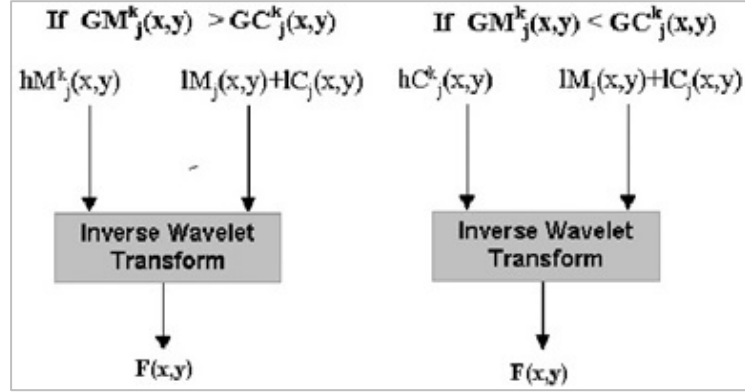 If GM^k_j(x,y) > GC^k_j(x,y)
hM^k_j(x,y)
lM_j(x,y)+lC_j(x,y)
Inverse Wavelet
Transform
F(x,y)
If GM^k_j(x,y) < GC^k_j(x,y)
hC^k_j(x,y)
lM_j(x,y)+lC_j(x,y)
Inverse Wavelet
Transform
F(x,y)